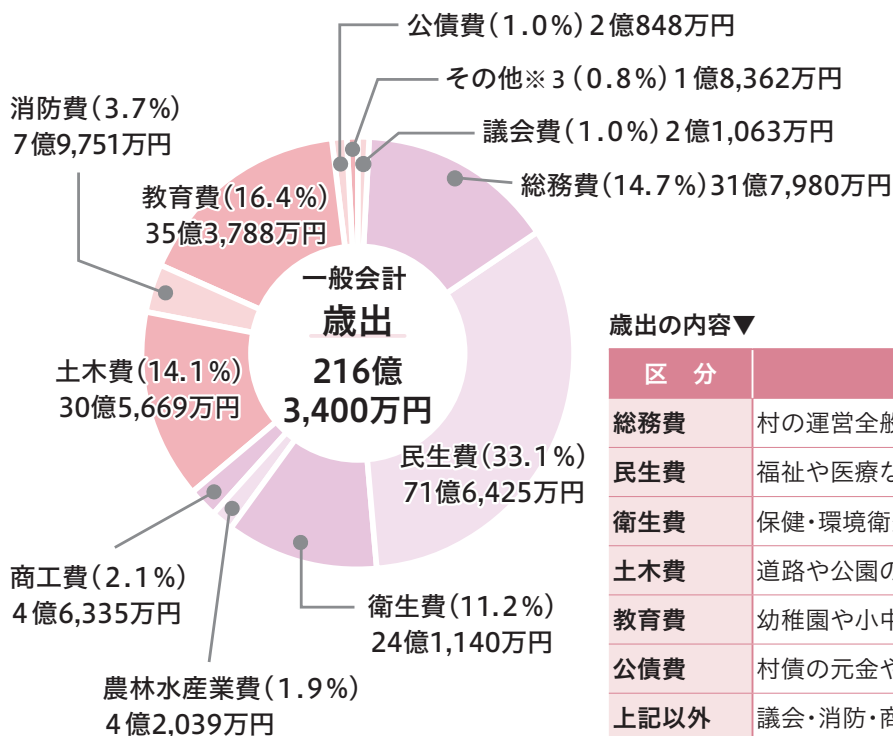 公債費(1.0%)2億848万円
その他※3(0.8%)1億8,362万円
議会費(1.0%)2億1,063万円
総務費(14.7%)31億7,980万円
消防費(3.7%)
7億9,751万円
教育費(16.4%)
35億3,788万円
一般会計
歳出
216億
3,400万円
土木費(14.1%)
30億5,669万円
民生費(33.1%)
71億6,425万円
商工費(2.1%)
4億6,335万円
衛生費(11.2%)
24億1,140万円
農林水産業費(1.9%)
4億2,039万円
歳出の内容▼
区 分
総務費 村の運営全般
民生費 福祉や医療な
衛生費 保健・環境衛
土木費 道路や公園の
教育費 幼稚園や小中
公債費 村債の元金や
上記以外 議会・消防・商